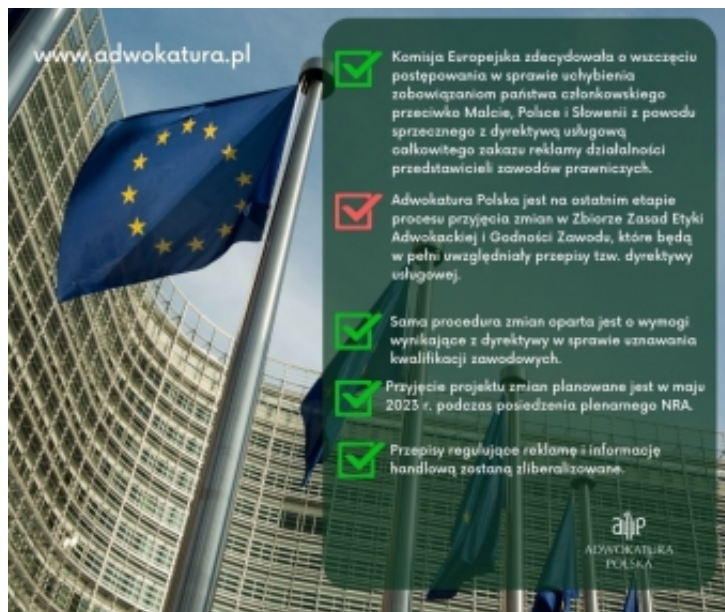 www.adwokatura.pl
Komisja Europejska zdecydowała o wszczęciu
postępowania w sprawie uchybienia
zobowiązaniom państwa członkowskiego
przeciwko Malcie, Polsce i Słowenii z powodu
sprzecznego z dyrektywą usługową
całkowitego zakazu reklamy działalności
przedstawicieli zawodów prawniczych.
Adwokatura Polska jest na ostatnim etapie
procesu przyjęcia zmian w Zbiorze Zasad Etyki
Adwokackiej i Godności Zawodu, które będą
w pełni uwzględniały przepisy tzw. dyrektywy
usługowej.
Sama procedura zmian oparta jest o wymogi
wynikające z dyrektywy w sprawie uznawania
kwalifikacji zawodowych.
Przyjęcie projektu zmian planowane jest w maju
2023 r. podczas posiedzenia plenarnego NRA.
Przepisy regulujące reklamę i informację
handlową zostaną zliberalizowane.
ADWOKATURA
POLSKA